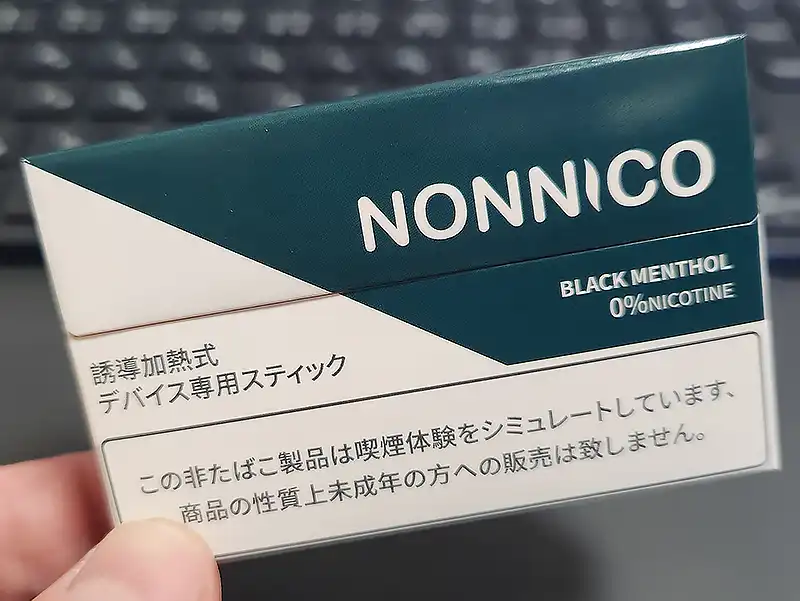 NONNICO
BLACK MENTHOL
0%NICOTINE
誘導加熱式
デバイス専用スティック
この非たばこ製品は喫煙体験をシミュレートしています、
商品の性質上未成年の方への販売は致しません。